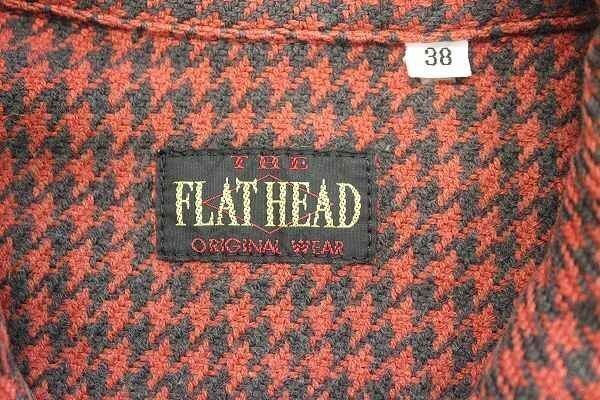 38
THE
FLAT HEAD
ORIGINAL WEAR